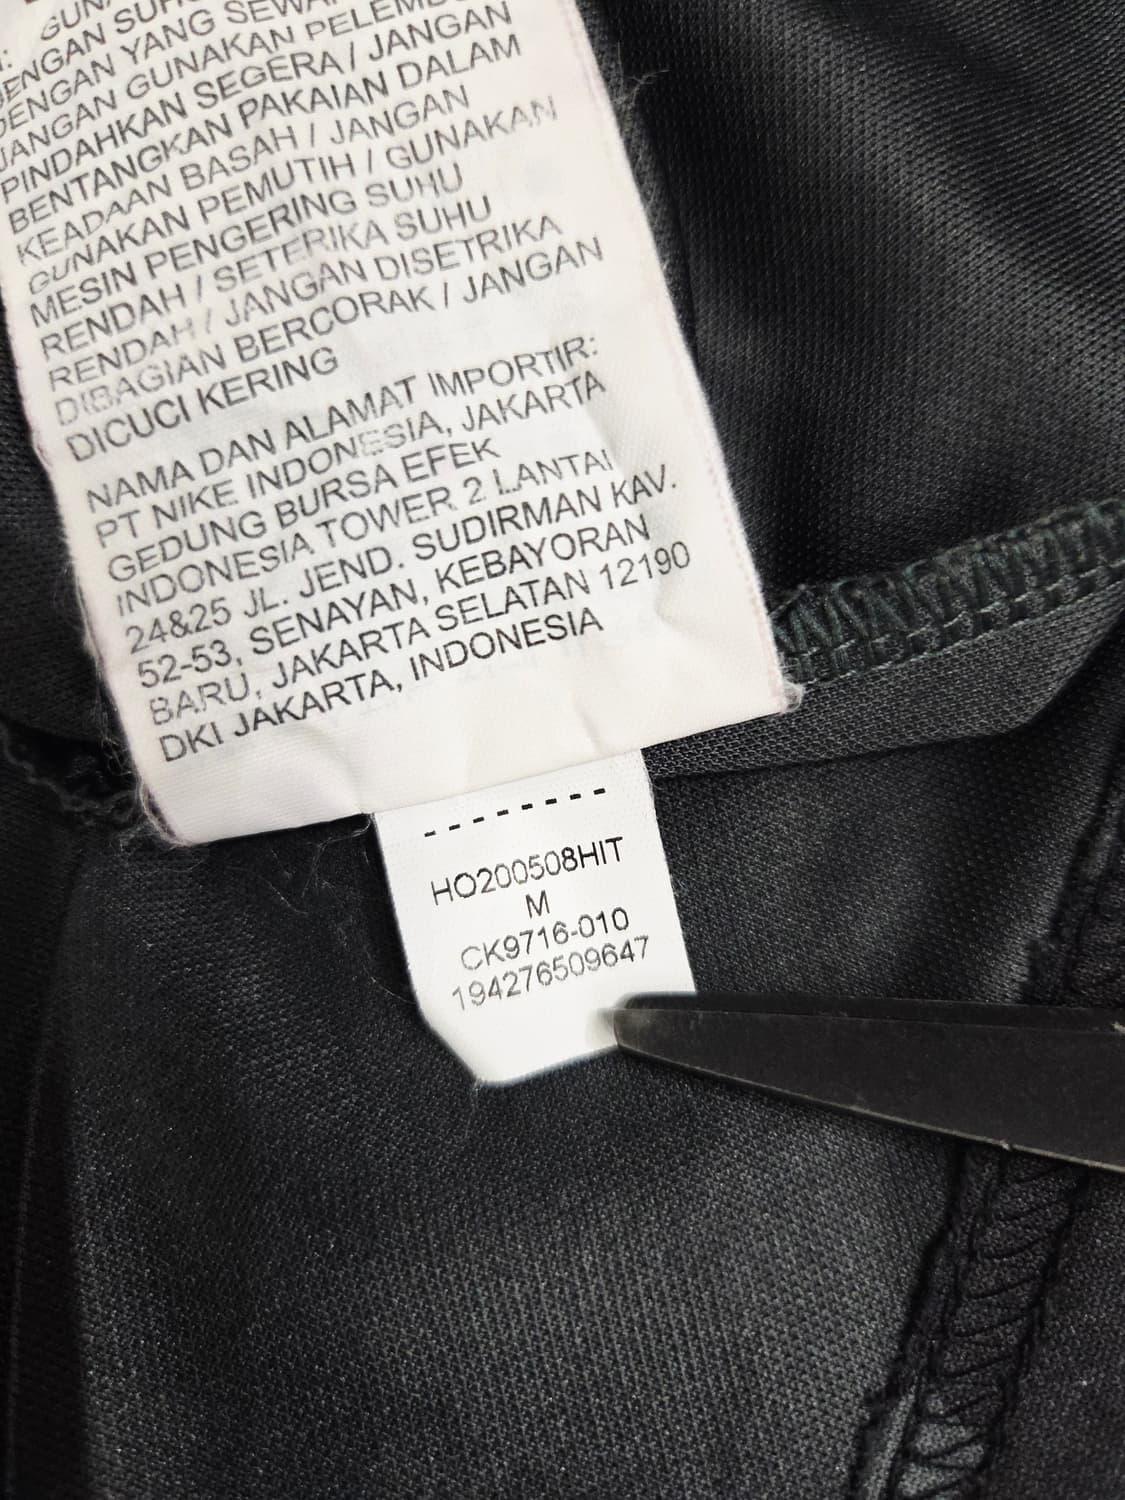 GUN
DENGAN
DENGAN YANG
JANGAN GUNAKAN
PINDAHKAN SEGERA / JANGAN
BENTANGKAN PAKAIAN DALAM
KEADAAN BASAH / JANGAN
GUNAKAN PEMUTIH / GUNAKAN
MESIN PENGERING SUHU
RENDAH / SETERIKA SUHU
RENDAH / JANGAN DISETRIKA
DIBAGIAN BERCORAK / JANGAN
DICUCI KERING
NAMA DAN ALAMAT IMPORTIR:
PT NIKE INDONESIA, JAKARTA
GEDUNG BURSA EFEK
INDONESIA TOWER 2 LANTAI
24&25 JL. JEND. SUDIRMAN KAV.
52-53, SENAYAN, KEBAYORAN
BARU, JAKARTA SELATAN 12190
DKI JAKARTA, INDONESIA
HO200508HIT
M
CK9716-010
194276509647